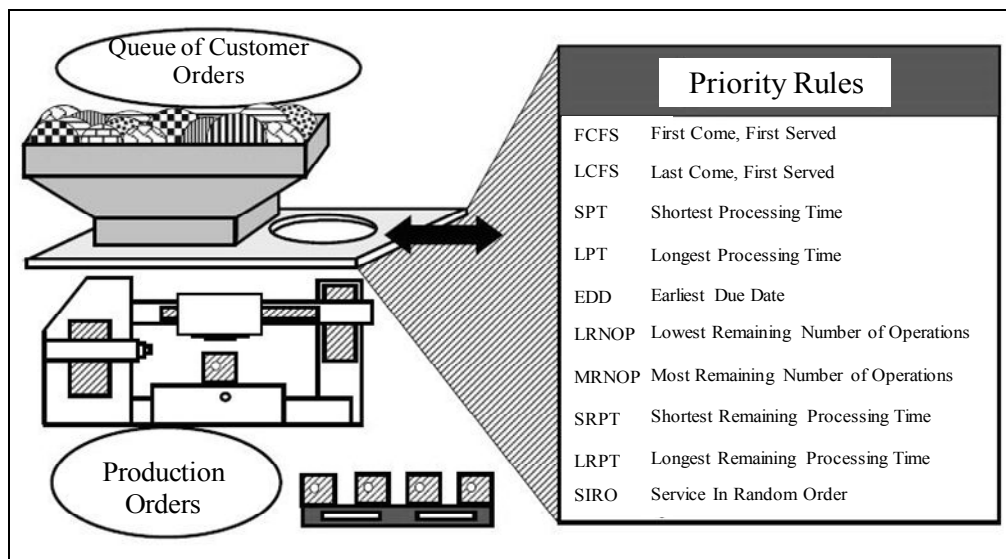 Queue of Customer
Orders
Priority Rules
FCFS First Come, First Served
LCFS Last Come, First Served
SPT Shortest Processing Time
LPT Longest Processing Time
EDD Earliest Due Date
LRNOP Lowest Remaining Number of Operations
MRNOP Most Remaining Number of Operations
SRPT Shortest Remaining Processing Time
LRPT Longest Remaining Processing Time
SIRO Service In Random Order
Production
Orders